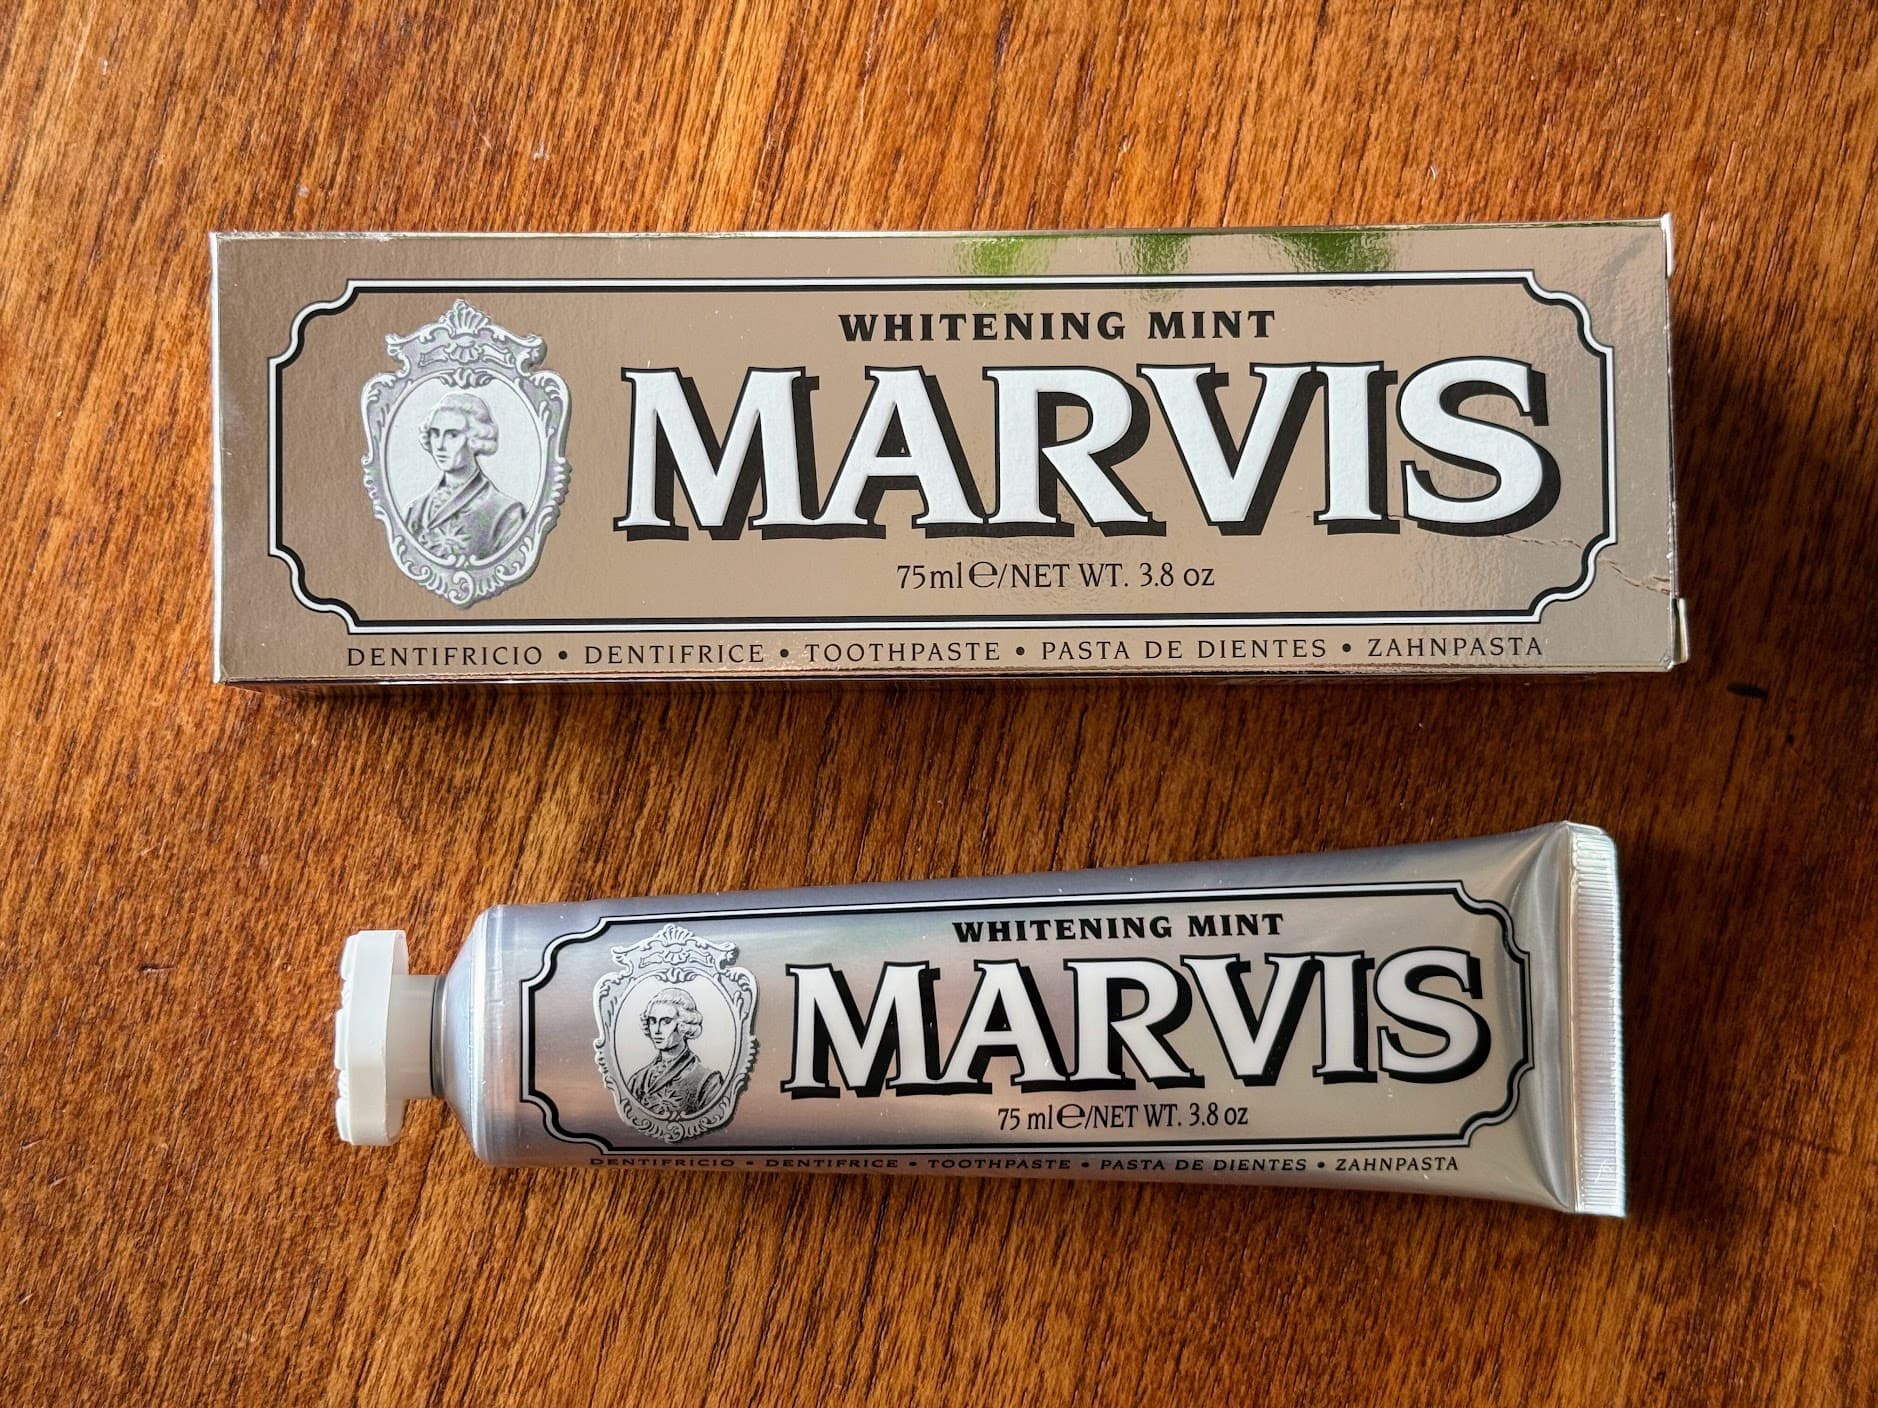 WHITENING MINT
MARVIS
75ml℮/NET WT. 3.8 oz
DENTIFRICIO • DENTIFRICE • TOOTHPASTE • PASTA DE DIENTES • ZAHNPASTA
WHITENING MINT
MARVIS
75 ml℮/NET WT. 3.8 oz
DENTIFRICIO • DENTIFRICE • TOOTHPASTE • PASTA DE DIENTES • ZAHNPASTA